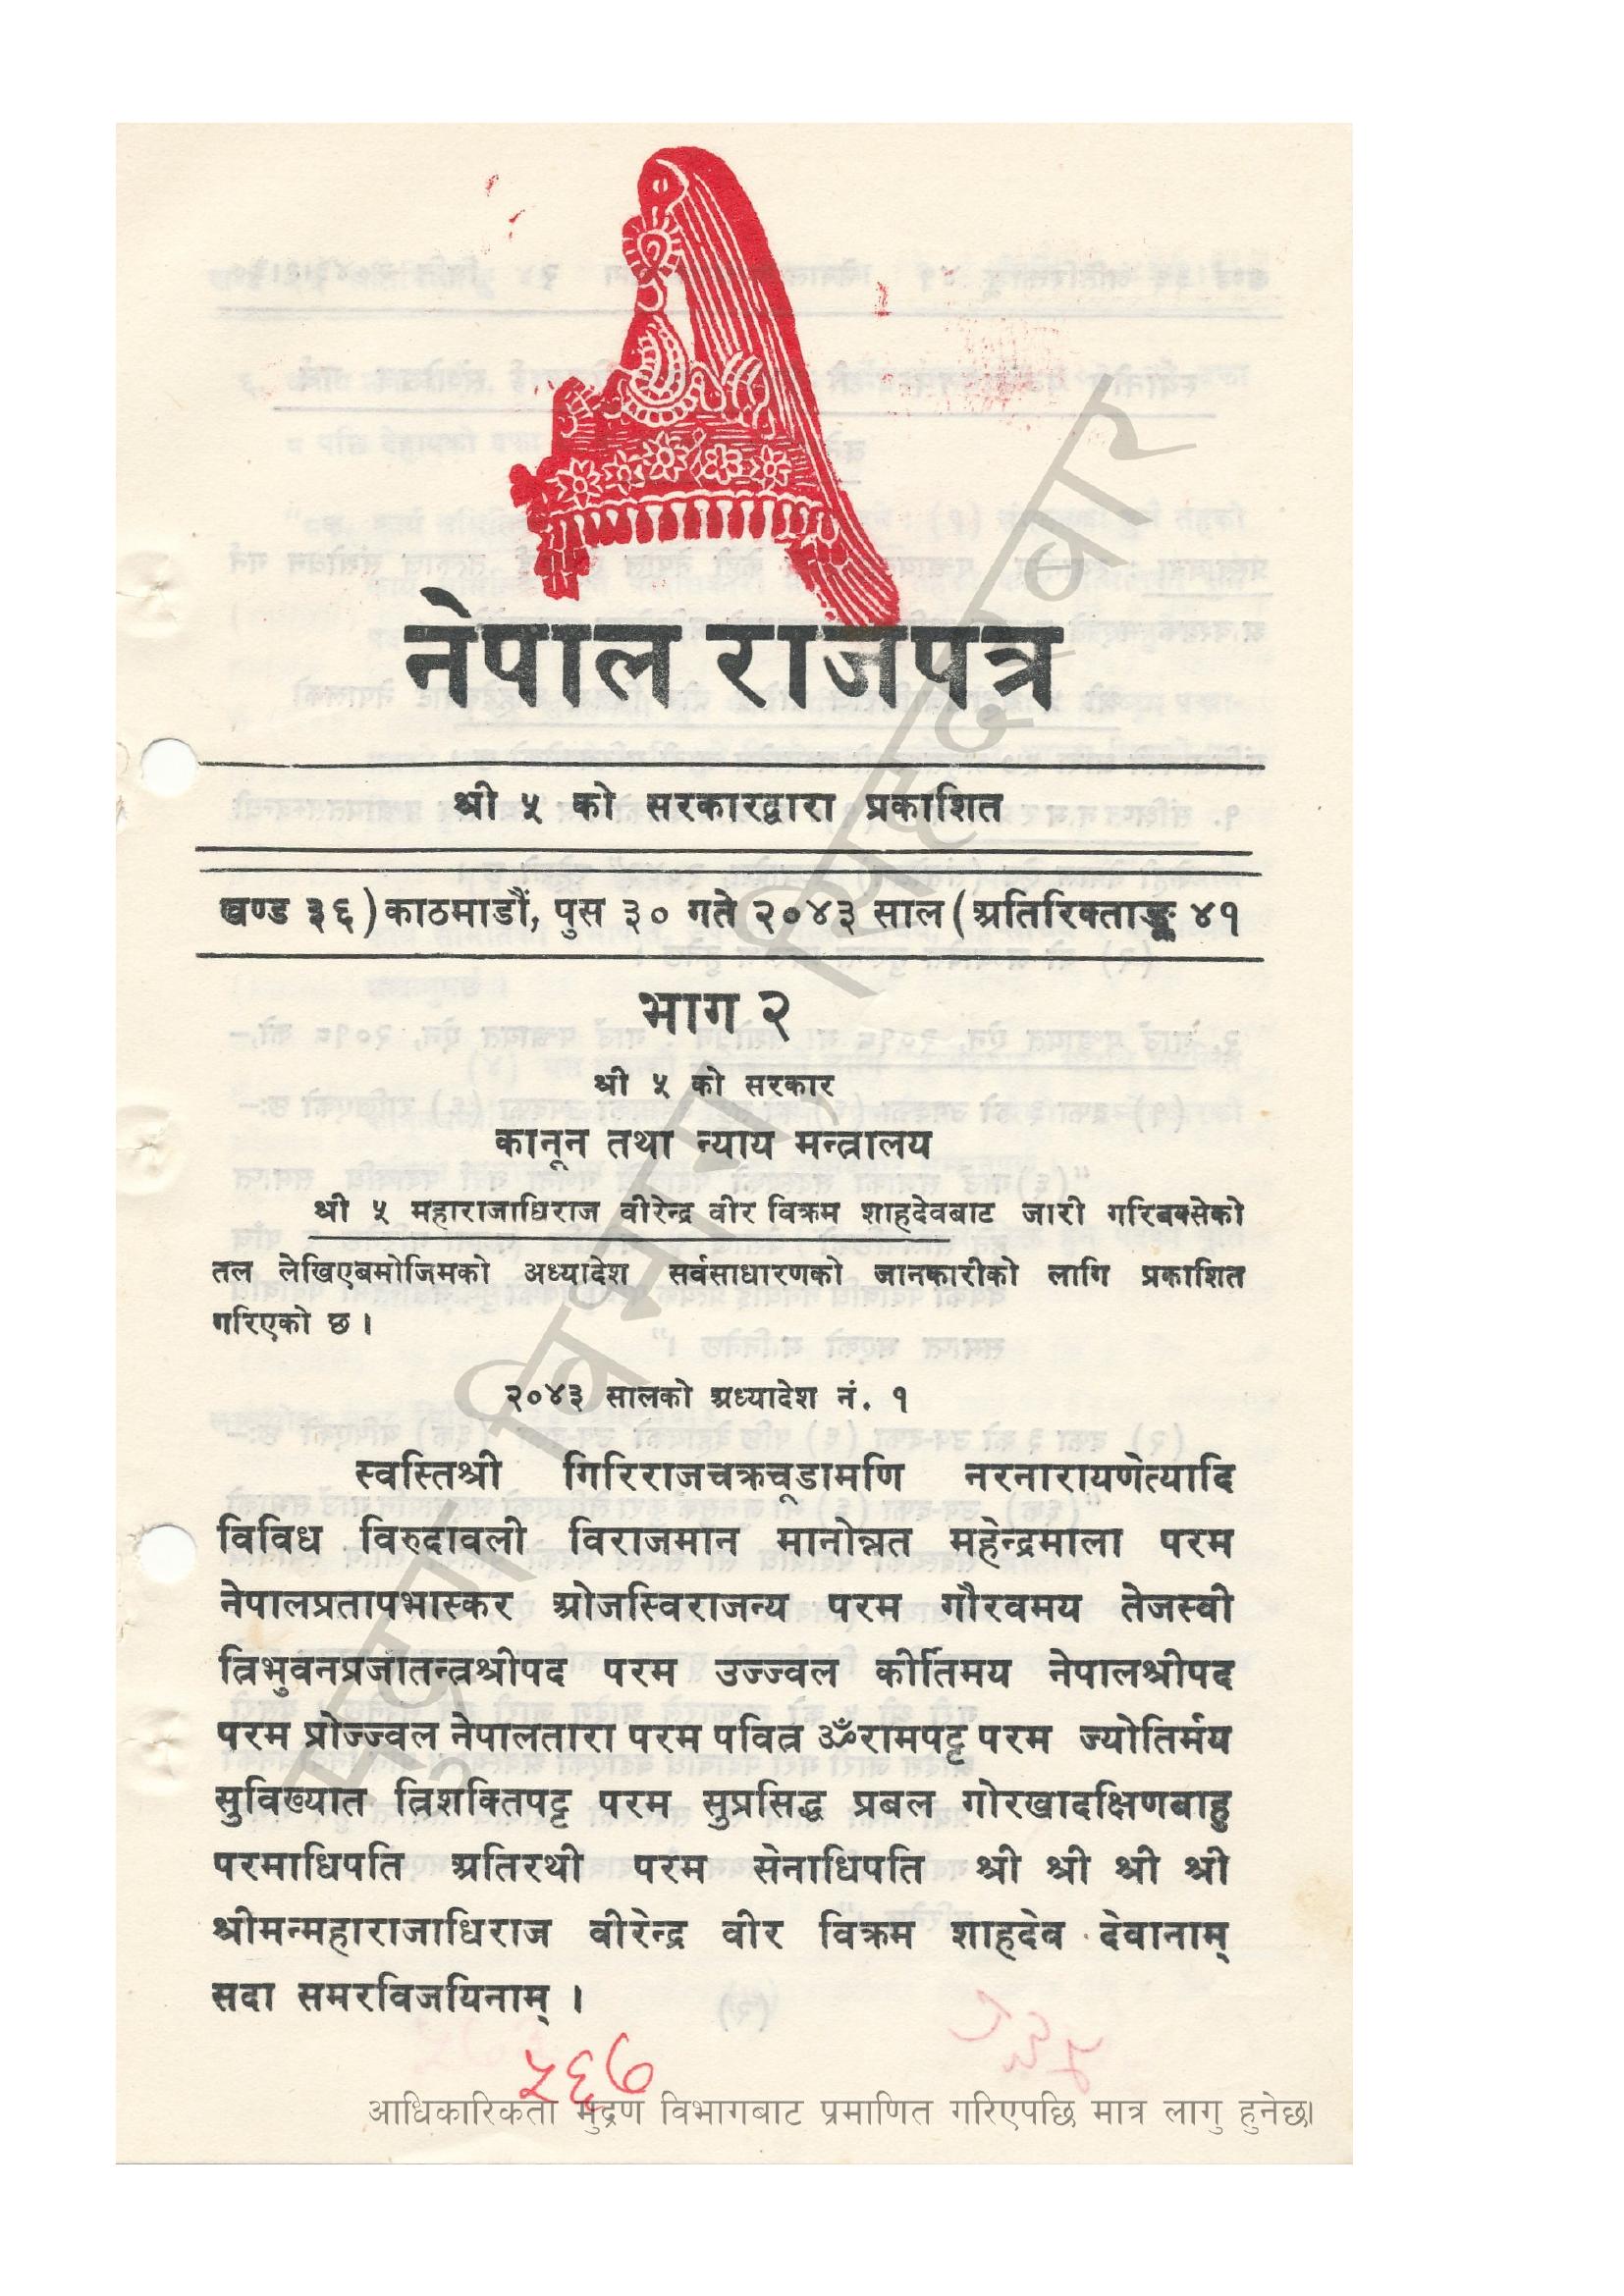 नेपाल राजपत्र
श्री ५ को सरकारद्वारा प्रकाशित
खण्ड ३६) काठमाडौं, पुस ३० गते २०४३ साल (अतिरिक्ताङ्क ४१
भाग २
श्री ५ को सरकार
कानून तथा न्याय मन्त्रालय
श्री ५ महाराजाधिराज वीरेन्द्र वीर विक्रम शाहदेवबाट जारी गरिबक्सेको
तल लेखिएबमोजिमको अध्यादेश सर्वसाधारणको जानकारीको लागि प्रकाशित
गरिएको छ ।
२०४३ सालको अध्यादेश नं. १
स्वस्तिश्री गिरिराजचक्रचूडामणि नरनारायणेत्यादि
विविध विरुदावली विराजमान मानोन्नत महेन्द्रमाला परम
नेपालप्रतापभास्कर ओजस्विराजन्य परम गौरवमय तेजस्वी
त्रिभुवनप्रजातन्त्रश्रीपद परम उज्ज्वल कीर्तिमय नेपालश्रीपद
परम प्रोज्ज्वल नेपालतारा परम पवित्र ॐरामपट्ट परम ज्योतिर्मय
सुविख्यात त्रिशक्तिपट्ट परम सुप्रसिद्ध प्रबल गोरखादक्षिणबाहु
परमाधिपति अतिरथी परम सेनाधिपति श्री श्री श्री श्री
श्रीमन्महाराजाधिराज वीरेन्द्र वीर विक्रम शाहदेव देवानाम्
सदा समरविजयिनाम् ।
५६७
आधिकारिकता मुद्रण विभागबाट प्रमाणित गरिएपछि मात्र लागु हुनेछ।
मुद्रण विभाग, सिंहदरबार